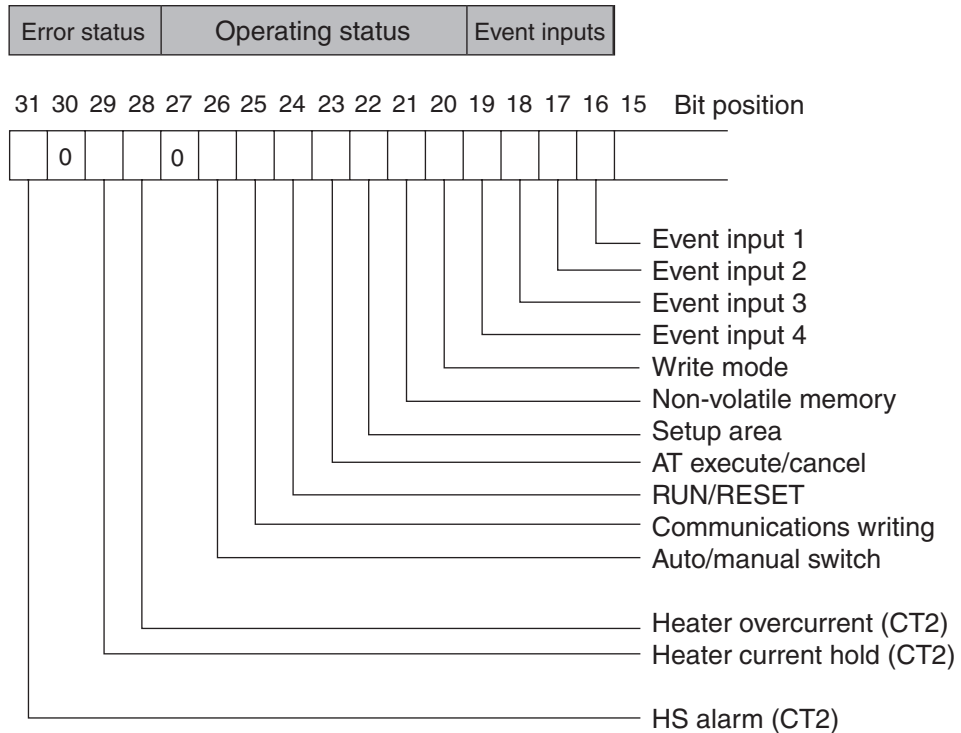 Error status Operating status Event inputs
31 30 29 28 27 26 25 24 23 22 21 20 19 18 17 16 15 Bit position
0 0
Event input 1
Event input 2
Event input 3
Event input 4
Write mode
Non-volatile memory
Setup area
AT execute/cancel
RUN/RESET
Communications writing
Auto/manual switch
Heater overcurrent (CT2)
Heater current hold (CT2)
HS alarm (CT2)